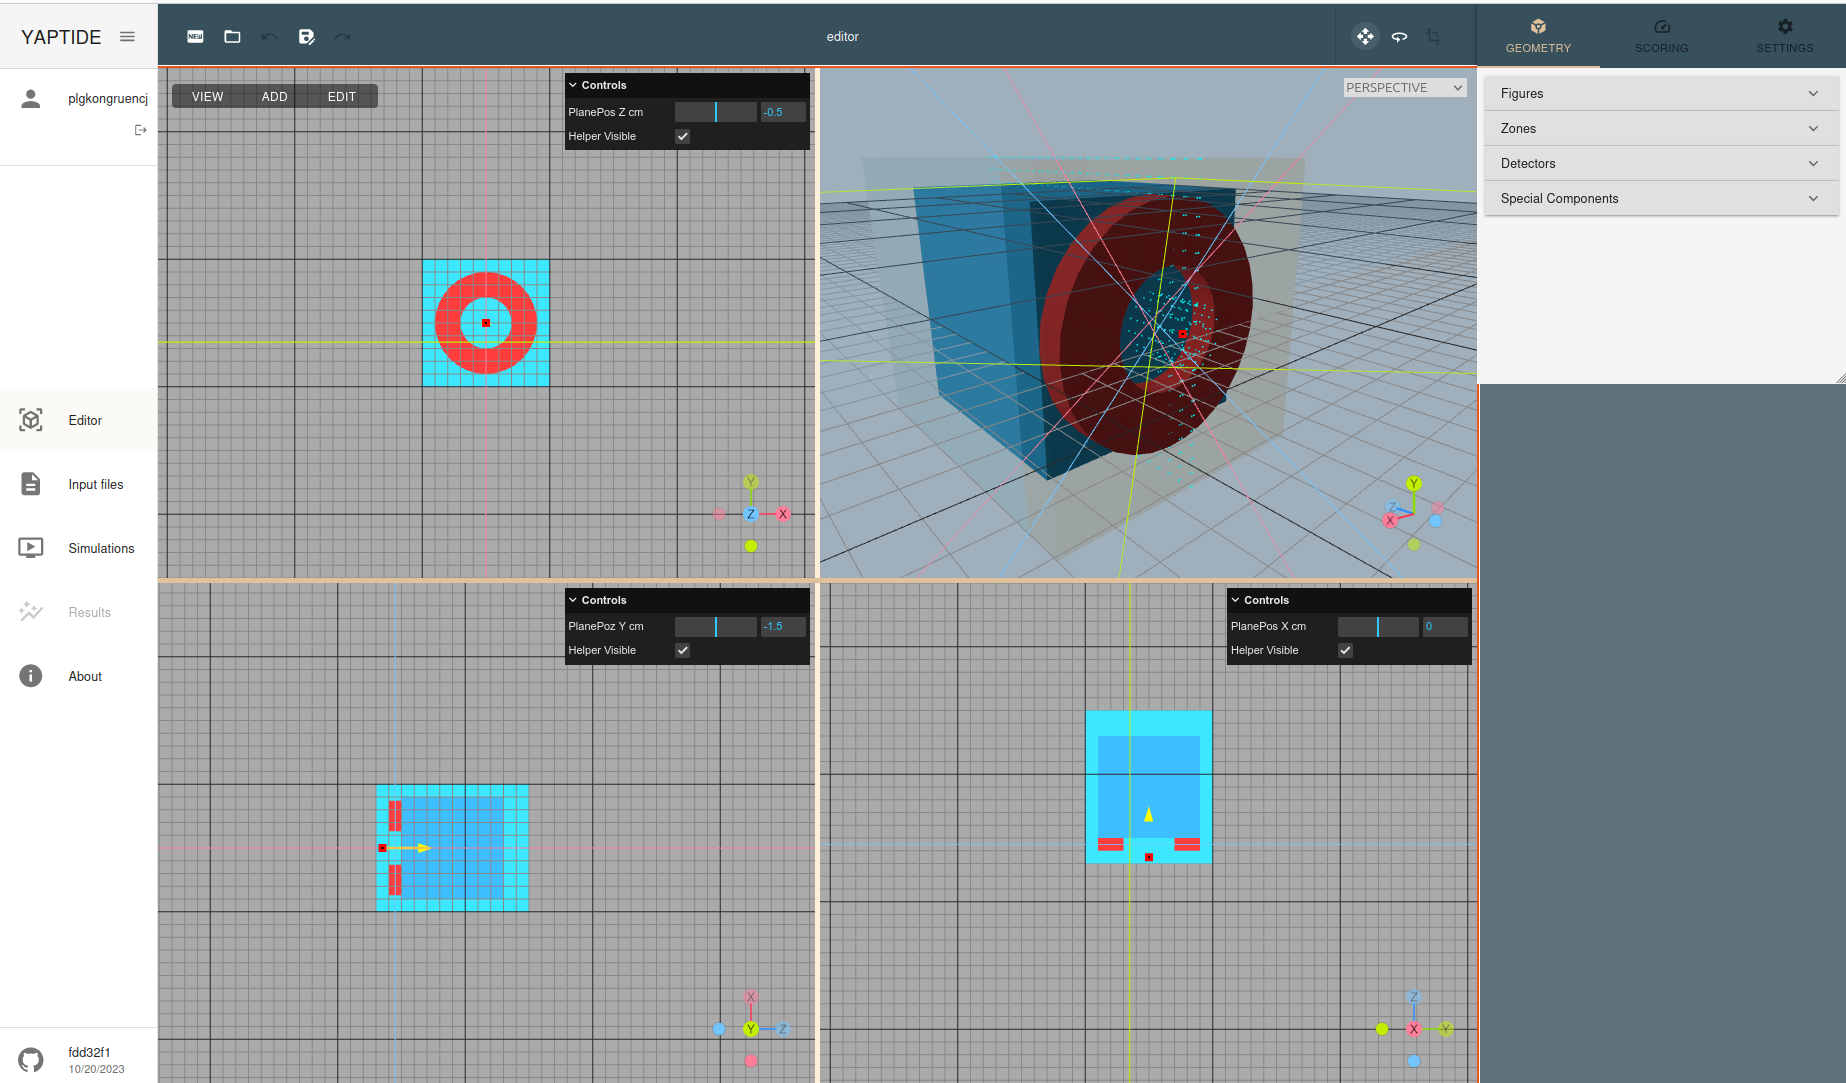 YAPTIDE
NEW
editor
GEOMETRY
SCORING
SETTINGS
plgkongruencj
VIEW
ADD
EDIT
Controls
PlanePos Z cm
-0.5
Helper Visible
PERSPECTIVE
Figures
Zones
Detectors
Special Components
Editor
Input files
Simulations
Results
About
Y
Z
X
Y
Z
X
Controls
PlanePoz Y cm
-1.5
Helper Visible
Controls
PlanePos X cm
0
Helper Visible
X
Y
Z
Z
X
Y
fdd32f1
10/20/2023